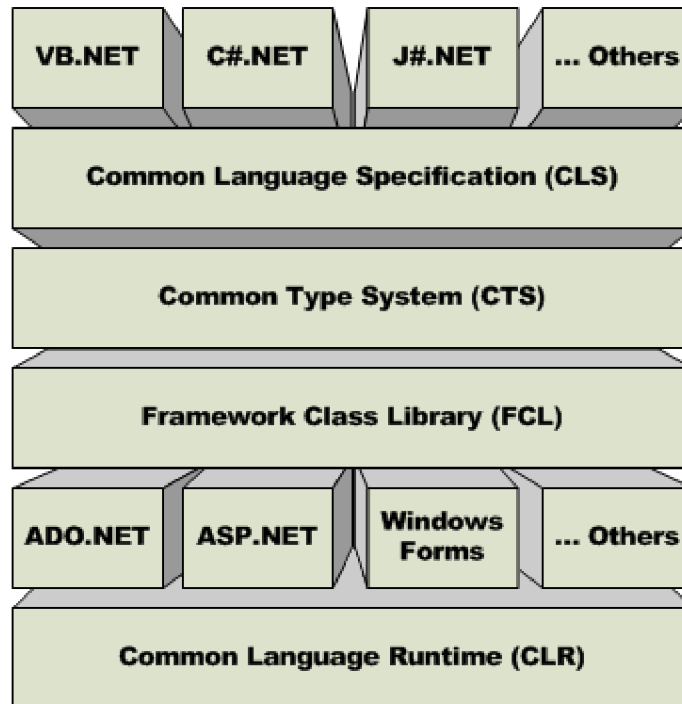 VB.NET
C#.NET
J#.NET
... Others
Common Language Specification (CLS)
Common Type System (CTS)
Framework Class Library (FCL)
ADO.NET
ASP.NET
Windows
Forms
... Others
Common Language Runtime (CLR)